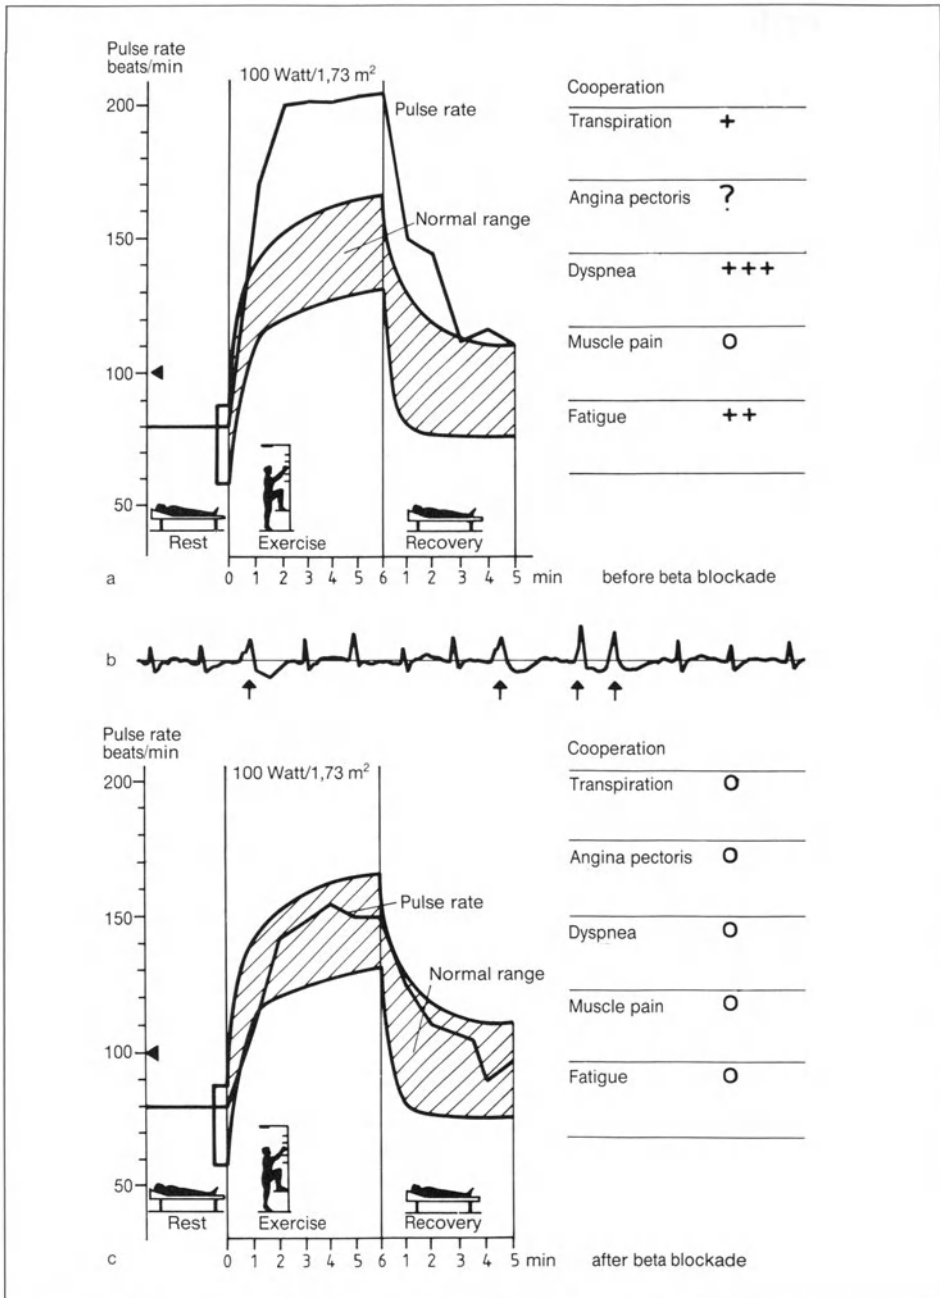 Pulse rate
beats/min
100 Watt/1,73 m²
200
150
100
50
Pulse rate
Normal range
Rest
Exercise
Recovery
0 1 2 3 4 5 6 1 2 3 4 5 min
a
before beta blockade
Cooperation
Transpiration +
Angina pectoris ?
Dyspnea +++
Muscle pain O
Fatigue ++
b
Pulse rate
beats/min
100 Watt/1,73 m²
200
150
100
50
Pulse rate
Normal range
Rest
Exercise
Recovery
0 1 2 3 4 5 6 1 2 3 4 5 min
c
after beta blockade
Cooperation
Transpiration O
Angina pectoris O
Dyspnea O
Muscle pain O
Fatigue O